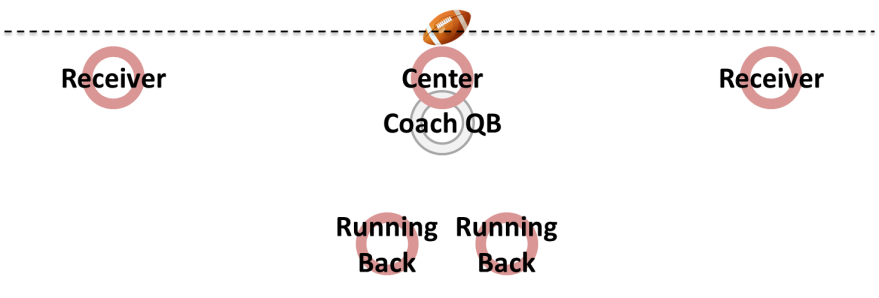 Receiver
Center
Receiver
Coach QB
Running
Back
Running
Back